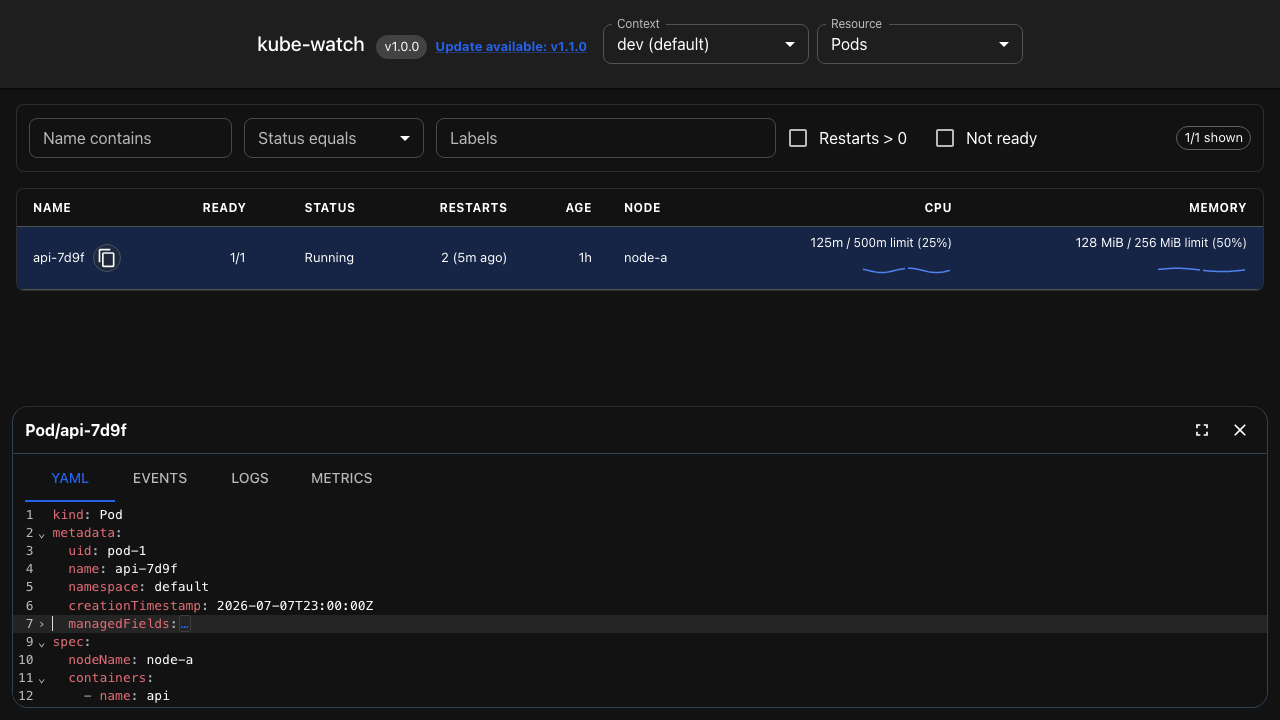 kube-watch v1.0.0 Update available: v1.1.0
Context
dev (default)
Resource
Pods
Name contains
Status equals
Labels
Restarts > 0
Not ready
1/1 shown
NAME READY STATUS RESTARTS AGE NODE CPU MEMORY
api-7d9f 1/1 Running 2 (5m ago) 1h node-a 125m / 500m limit (25%) 128 MiB / 256 MiB limit (50%)
Pod/api-7d9f
YAML EVENTS LOGS METRICS
1 kind: Pod
2 metadata:
3 uid: pod-1
4 name: api-7d9f
5 namespace: default
6 creationTimestamp: 2026-07-07T23:00:00Z
7 managedFields:…
9 spec:
10 nodeName: node-a
11 containers:
12 - name: api